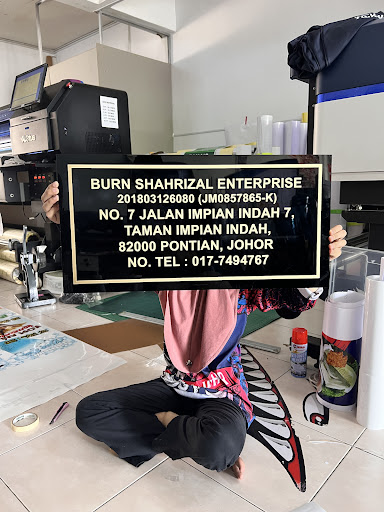 BURN SHAHRIZAL ENTERPRISE
201803126080 (JM0857865-K)
NO. 7 JALAN IMPIAN INDAH 7,
TAMAN IMPIAN INDAH,
82000 PONTIAN, JOHOR
NO. TEL : 017-7494767